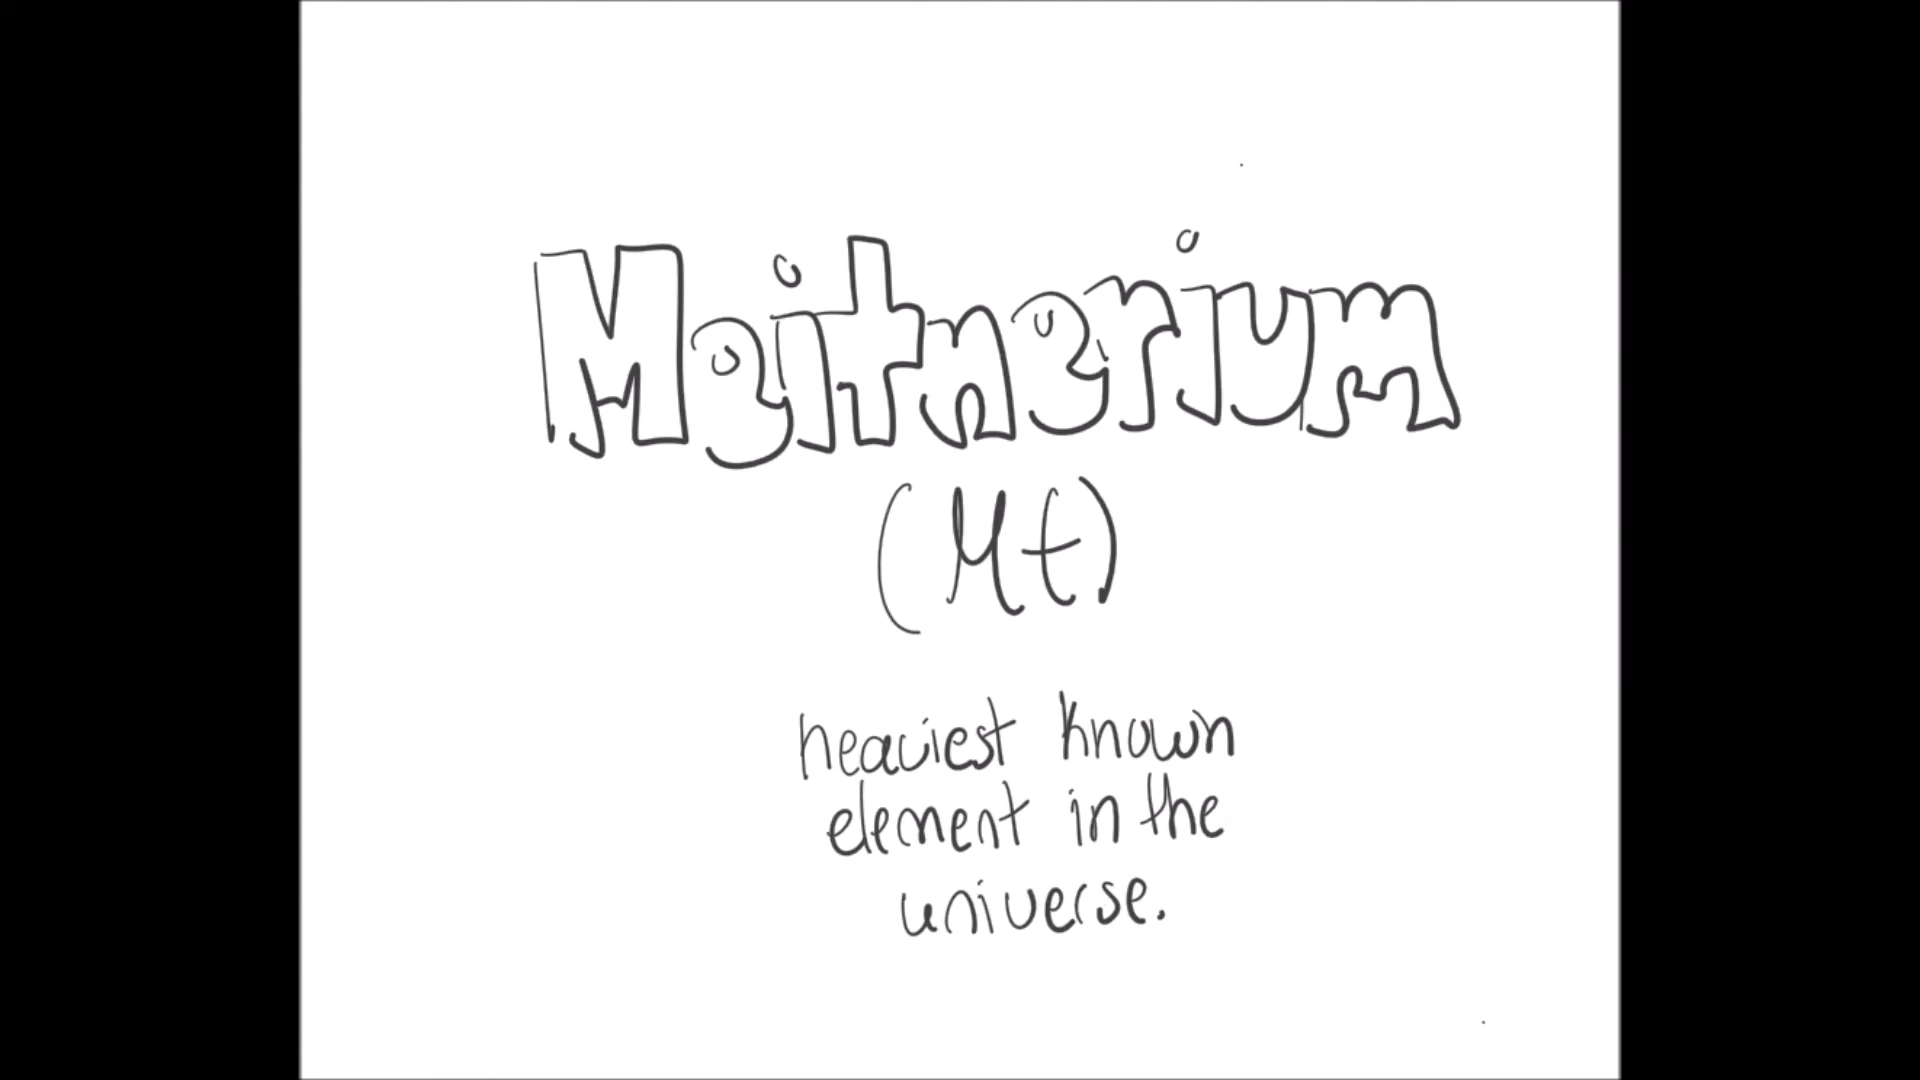 Meitnerium
(Mt)
heaviest known
element in the
universe.